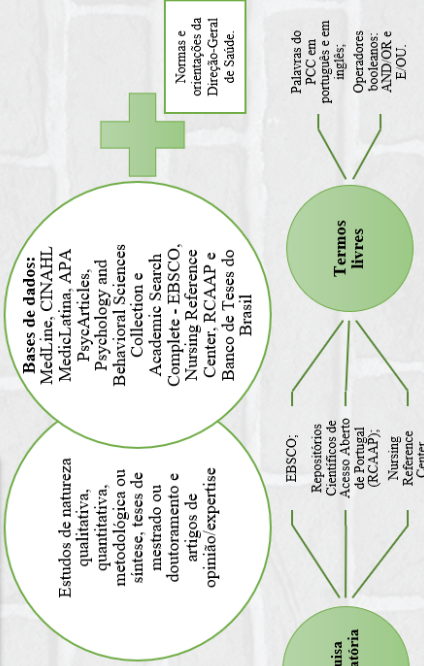 Estudos de natureza
qualitativa,
quantitativa,
metodológica ou
síntese, teses de
mestrado ou
doutoramento e
artigos de
opinião/expertise
Bases de dados:
MedLine, CINAHL
MedicLatina, APA
PsycArticles,
Psychology and
Behavioral Sciences
Collection e
Academic Search
Complete - EBSCO,
Nursing Reference
Center, RCAAP e
Banco de Teses do
Brasil
Normas e
orientações da
Direção-Geral
de Saúde.
EBSCO;
Repositórios
Científicos de
Acesso Aberto
de Portugal
(RCAAP);
Nursing
Reference
Center
Termos
livres
Palavras do
PCC em
português e em
inglês;
Operadores
booleanos:
AND/OR e
E/OU.